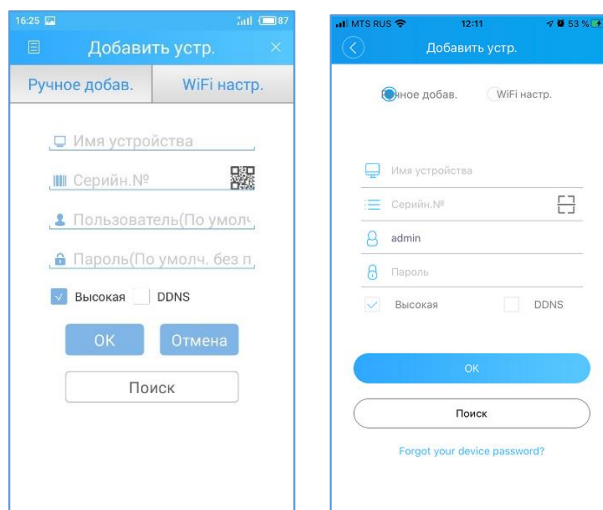 16:25
87
Добавить устр.
Ручное добав.
WiFi настр.
Имя устройства
Серийн.№
Пользователь(По умолч.
Пароль(По умолч. без п
Высокая
DDNS
OK
Отмена
Поиск
MTS RUS
12:11
53 %
Добавить устр.
Ручное добав.
WiFi настр.
Имя устройства
Серийн.№
admin
Пароль
Высокая
DDNS
OK
Поиск
Forgot your device password?